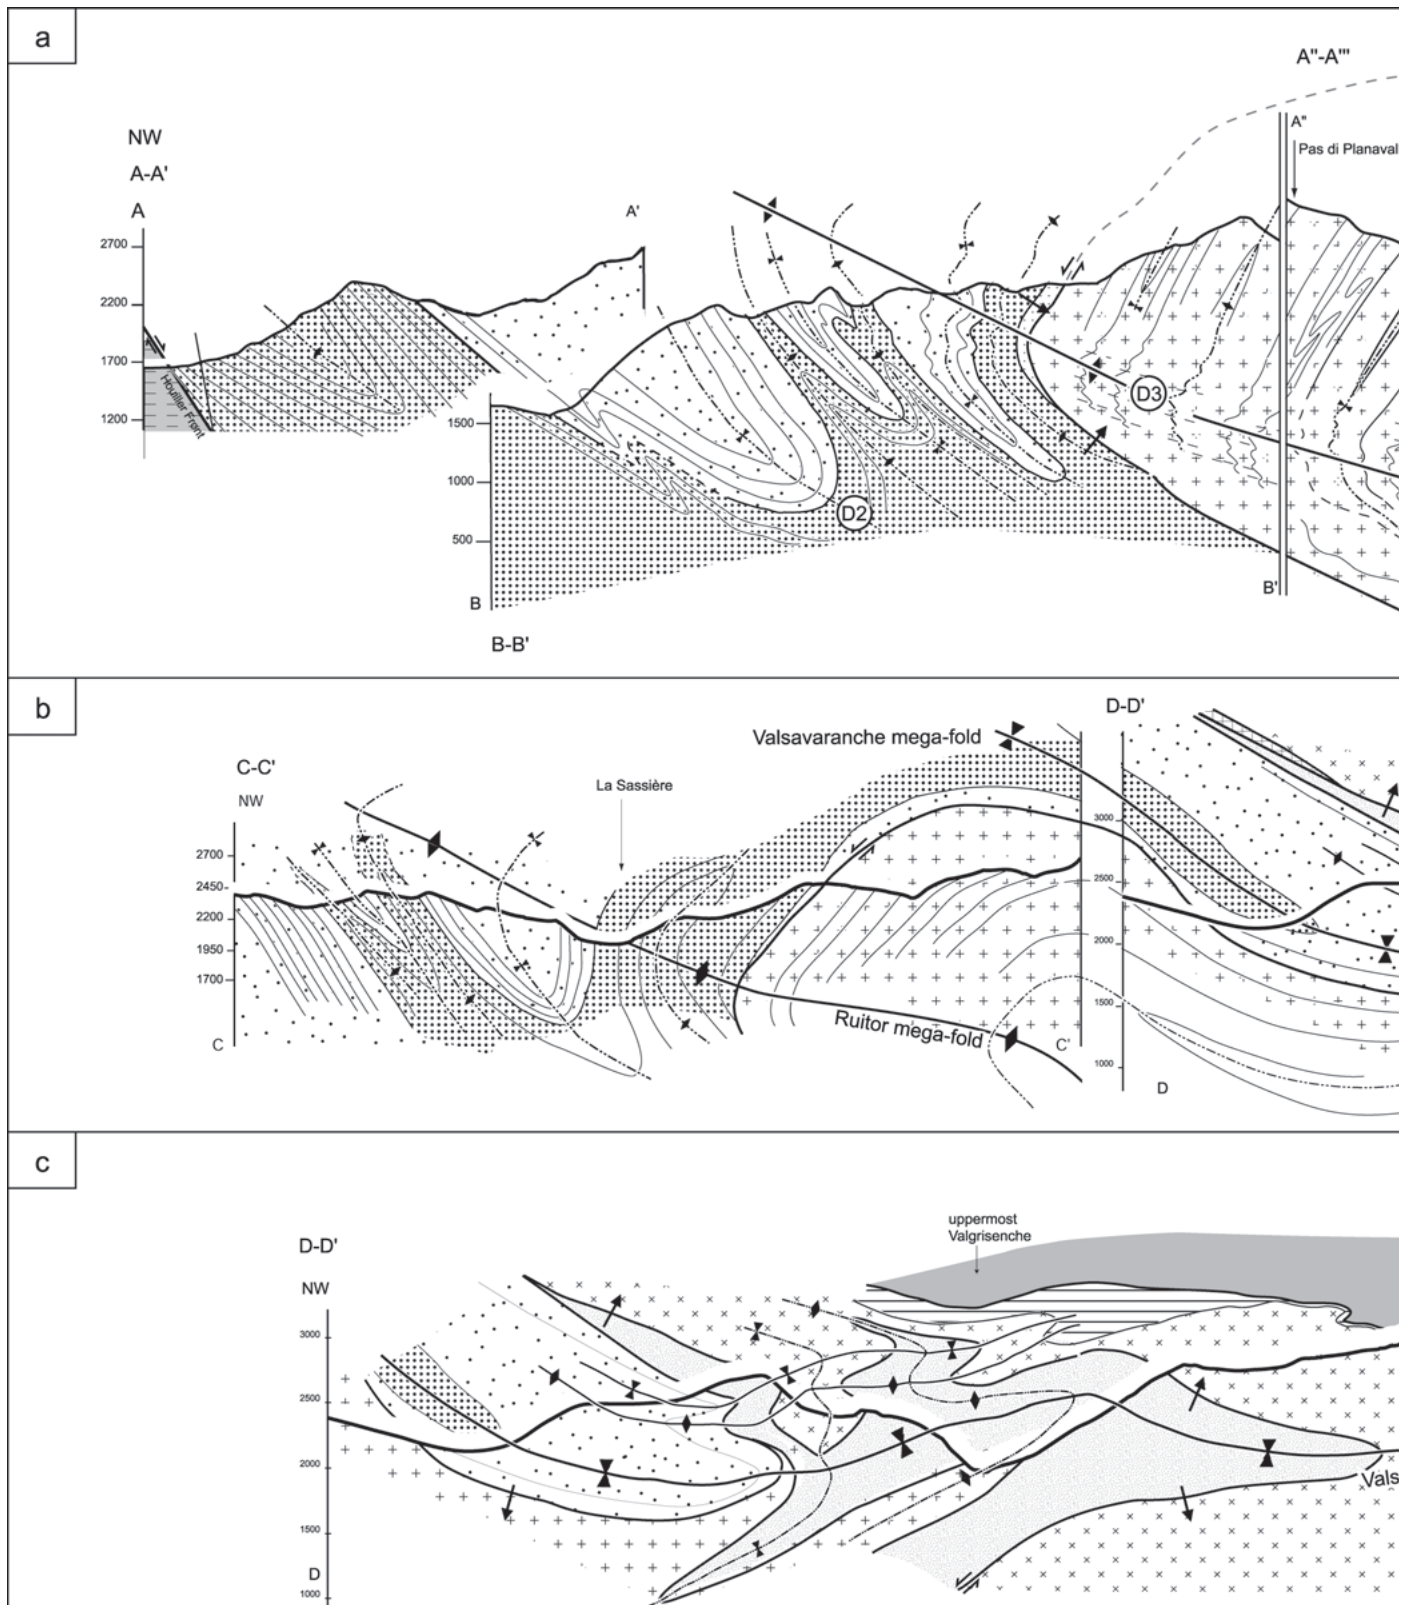 a
A"-A'"
NW
A-A'
A
A'
A"
Pas di Planaval
2700
2200
1700
1200
Houiller Front
1500
1000
500
D3
D2
B
B'
B-B'
b
D-D'
Valsavaranche mega-fold
C-C'
NW
La Sassière
2700
2450
2200
1950
1700
3000
2500
2000
1500
1000
Ruitor mega-fold
C
C'
D
c
uppermost
Valgrisenche
D-D'
NW
3000
2500
2000
1500
1000
Vals
D